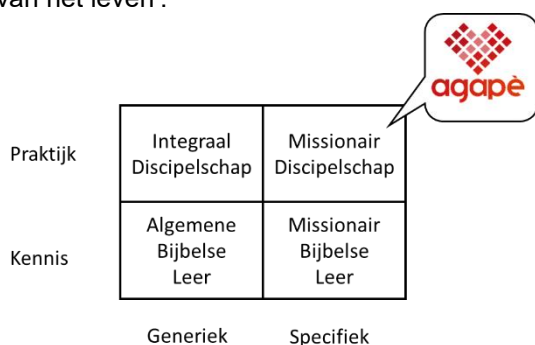 van het leven'.
agapè
Praktijk
Integraal
Discipelschap
Missionair
Discipelschap
Kennis
Algemene
Bijbelse
Leer
Missionair
Bijbelse
Leer
Generiek
Specifiek